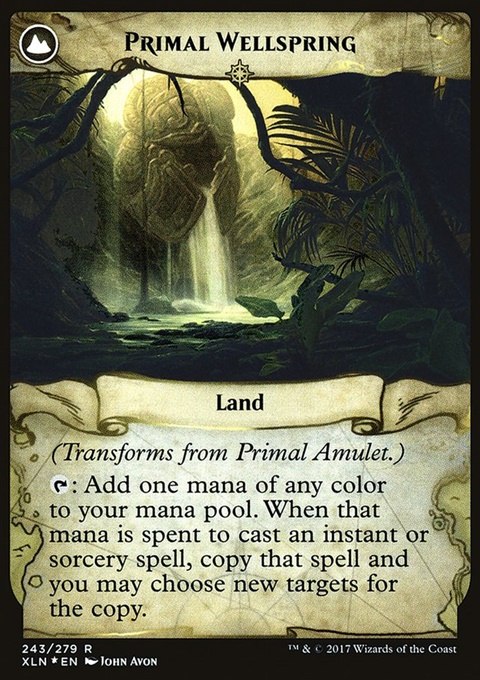 PRIMAL WELLSPRING
Land
(Transforms from Primal Amulet.)
: Add one mana of any color
to your mana pool. When that
mana is spent to cast an instant or
sorcery spell, copy that spell and
you may choose new targets for
the copy.
243/279 R
XLN ★ EN JOHN AVON
™ & © 2017 Wizards of the Coast